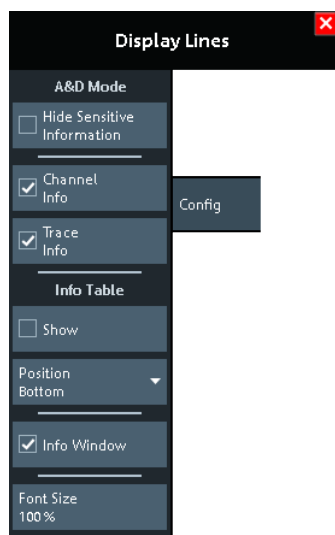 Display Lines
A&D Mode
Hide Sensitive
Information
Channel
Info
Config
Trace
Info
Info Table
Show
Position
Bottom
Info Window
Font Size
100 %